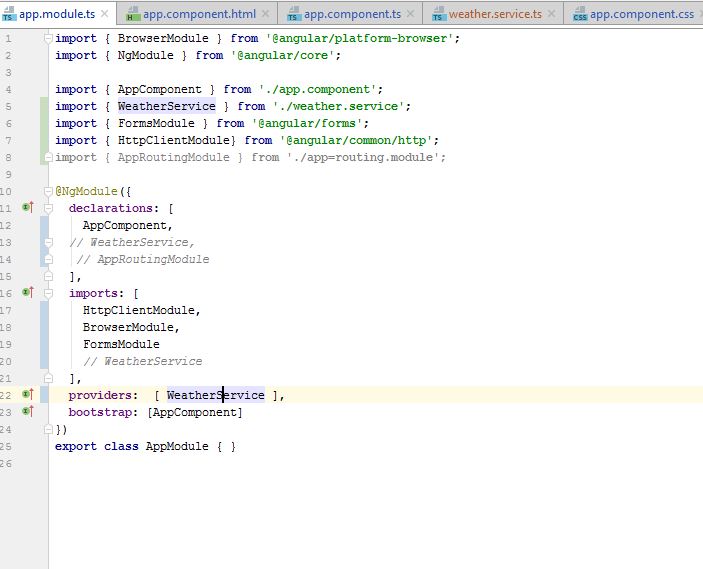 app.module.ts app.component.html app.component.ts weather.service.ts app.component.css
1 import { BrowserModule } from '@angular/platform-browser';
2 import { NgModule } from '@angular/core';
3
4 import { AppComponent } from './app.component';
5 import { WeatherService } from './weather.service';
6 import { FormsModule } from '@angular/forms';
7 import { HttpClientModule} from '@angular/common/http';
8 import { AppRoutingModule } from './app=routing.module';
9
10 @NgModule({
11 declarations: [
12 AppComponent,
13 // WeatherService,
14 // AppRoutingModule
15 ],
16 imports: [
17 HttpClientModule,
18 BrowserModule,
19 FormsModule
20 // WeatherService
21 ],
22 providers: [ WeatherService ],
23 bootstrap: [AppComponent]
24 })
25 export class AppModule { }
26